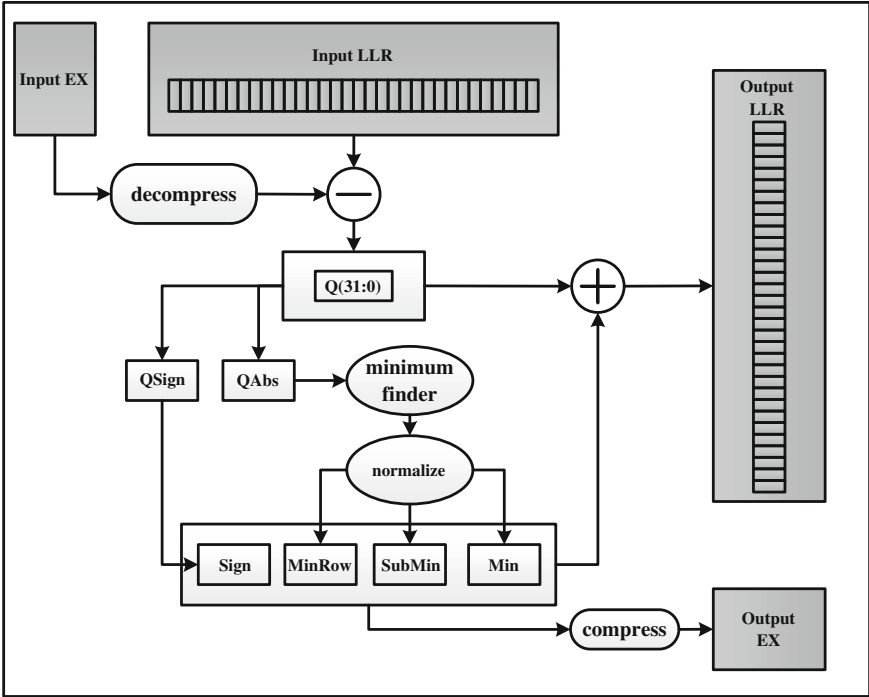 Input EX
Input LLR
Output
LLR
decompress
Q(31:0)
QSign
QAbs
minimum
finder
normalize
Sign
MinRow
SubMin
Min
compress
Output
EX